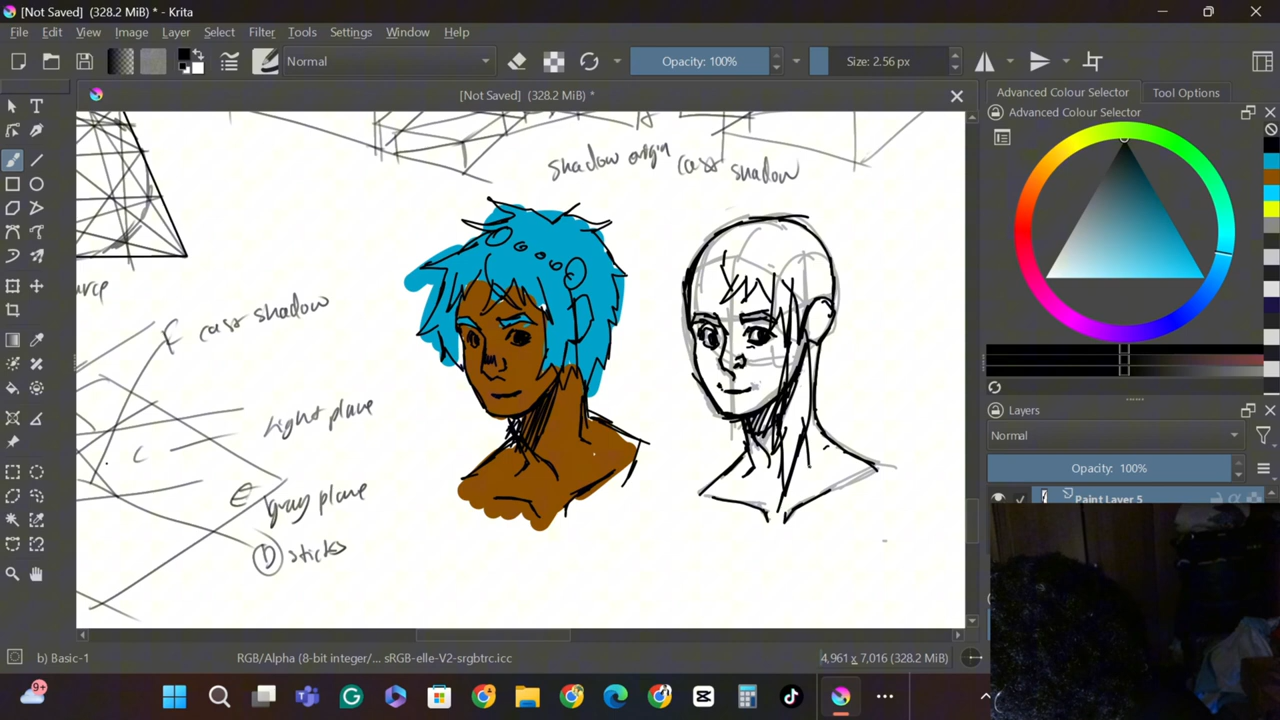 [Not Saved] (328.2 MiB) * - Krita
File Edit View Image Layer Select Filter Tools Settings Window Help
Normal
Opacity: 100%
Size: 2.56 px
[Not Saved] (328.2 MiB) *
Advanced Colour Selector
Tool Options
Advanced Colour Selector
shadow origin cast shadow
F cast shadow
Light plane
C
E gray plane
D sticks
Layers
Normal
Opacity: 100%
Paint Layer 5
b) Basic-1
RGB/Alpha (8-bit integer/... sRGB-elle-V2-srgbtrc.icc
4,961 x 7,016 (328.2 MiB)
9+